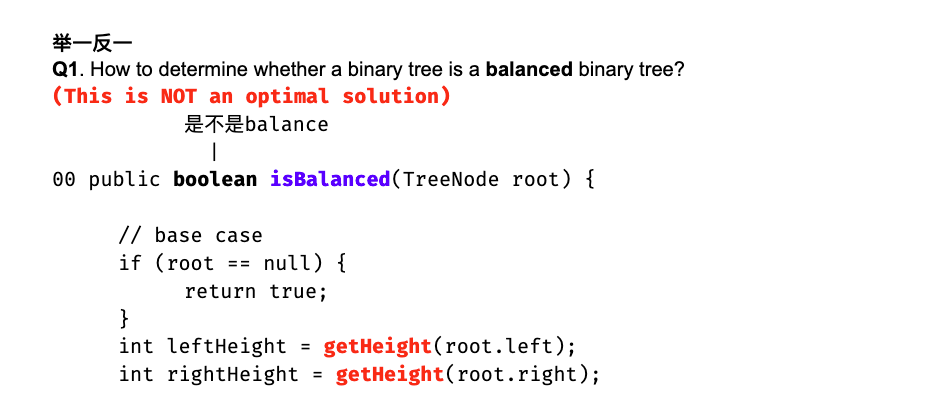 举一反一
Q1. How to determine whether a binary tree is a balanced binary tree?
(This is NOT an optimal solution)
是不是balance
|
00 public boolean isBalanced(TreeNode root) {
// base case
if (root == null) {
return true;
}
int leftHeight = getHeight(root.left);
int rightHeight = getHeight(root.right);